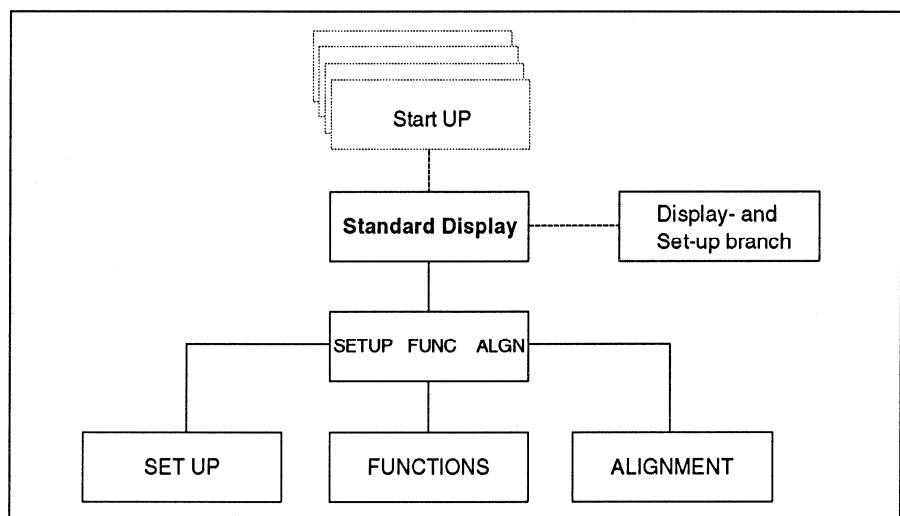 Start UP
Standard Display
Display- and
Set-up branch
SETUP FUNC ALGN
SET UP
FUNCTIONS
ALIGNMENT